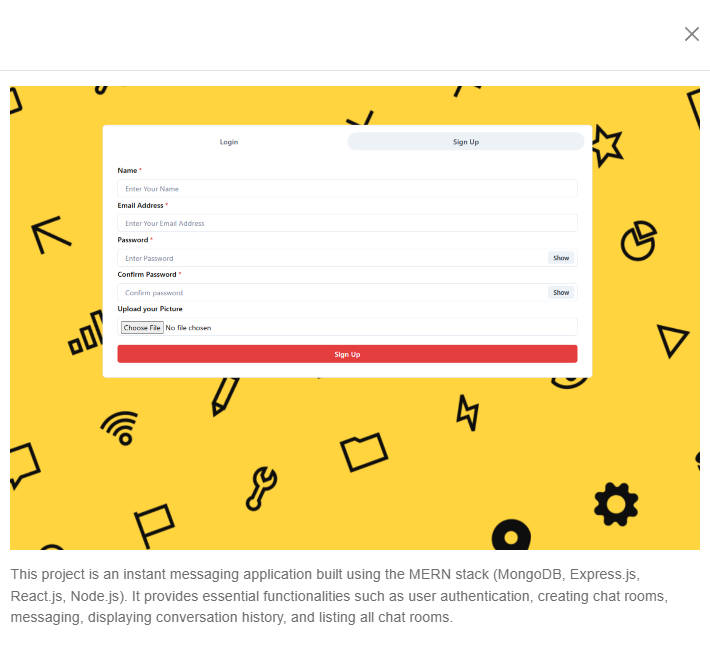 Login
Sign Up
Name *
Enter Your Name
Email Address *
Enter Your Email Address
Password *
Enter Password
Show
Confirm Password *
Confirm password
Show
Upload your Picture
Choose File No file chosen
Sign Up
This project is an instant messaging application built using the MERN stack (MongoDB, Express.js,
React.js, Node.js). It provides essential functionalities such as user authentication, creating chat rooms,
messaging, displaying conversation history, and listing all chat rooms.